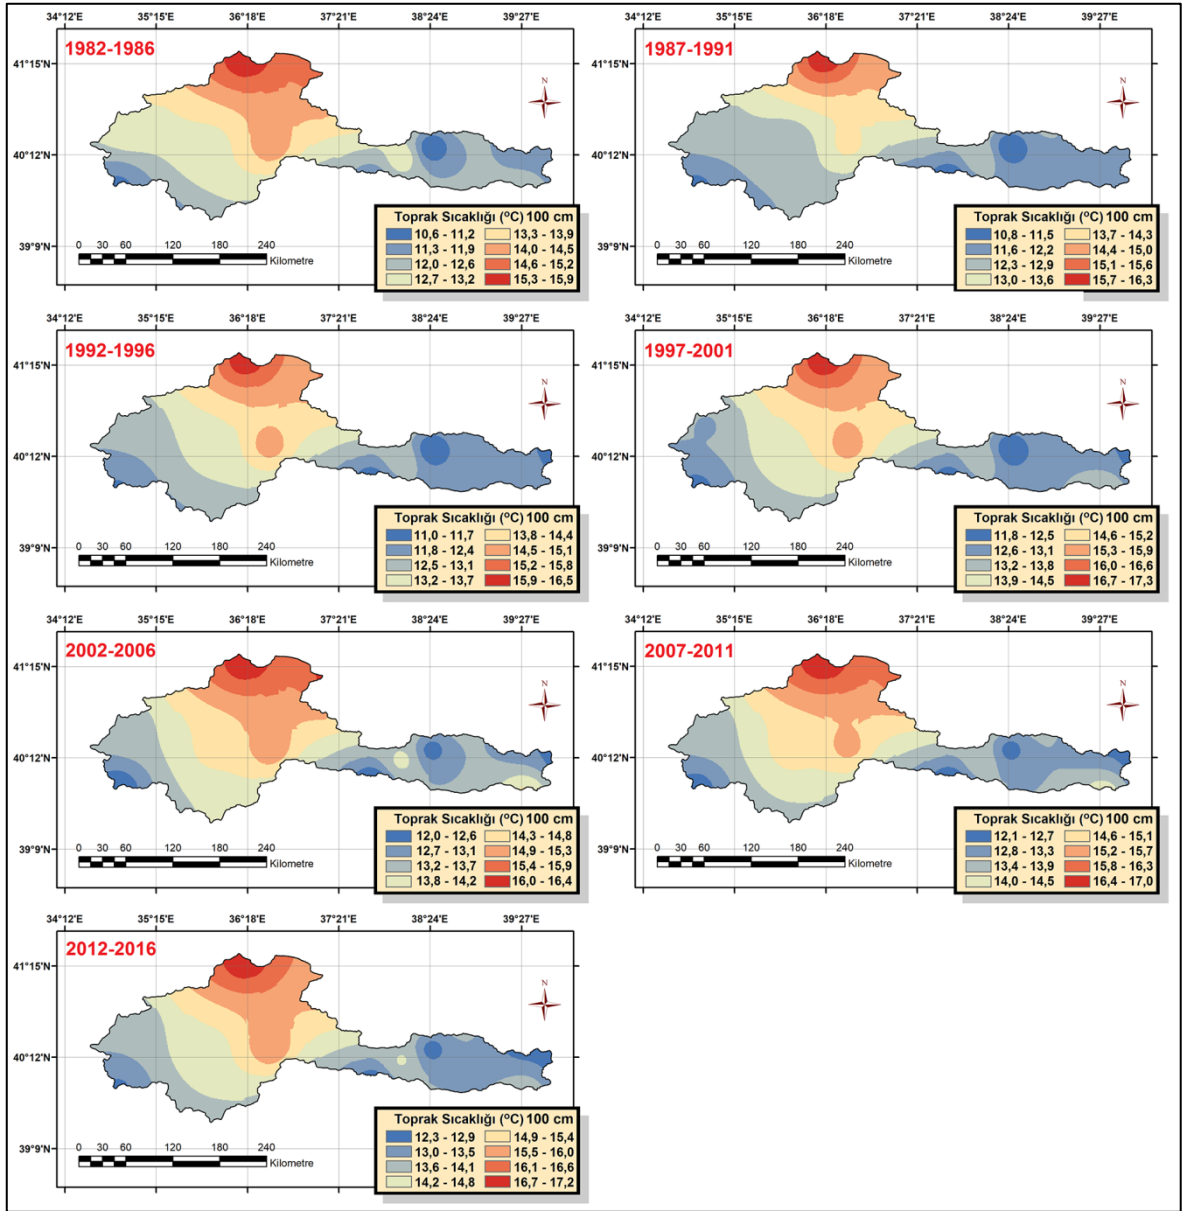 34°12'E 35°15'E 36°18'E 37°21'E 38°24'E 39°27'E
1982-1986
41°15'N
40°12'N
39°9'N
N
Toprak Sıcaklığı (°C) 100 cm
10,6 - 11,2 13,3 - 13,9
11,3 - 11,9 14,0 - 14,5
12,0 - 12,6 14,6 - 15,2
12,7 - 13,2 15,3 - 15,9
0 30 60 120 180 240
Kilometre
34°12'E 35°15'E 36°18'E 37°21'E 38°24'E 39°27'E
1987-1991
N
Toprak Sıcaklığı (°C) 100 cm
10,8 - 11,5 13,7 - 14,3
11,6 - 12,2 14,4 - 15,0
12,3 - 12,9 15,1 - 15,6
13,0 - 13,6 15,7 - 16,3
0 30 60 120 180 240
Kilometre
34°12'E 35°15'E 36°18'E 37°21'E 38°24'E 39°27'E
1992-1996
41°15'N
40°12'N
39°9'N
N
Toprak Sıcaklığı (°C) 100 cm
11,0 - 11,7 13,8 - 14,4
11,8 - 12,4 14,5 - 15,1
12,5 - 13,1 15,2 - 15,8
13,2 - 13,7 15,9 - 16,5
0 30 60 120 180 240
Kilometre
34°12'E 35°15'E 36°18'E 37°21'E 38°24'E 39°27'E
1997-2001
N
Toprak Sıcaklığı (°C) 100 cm
11,8 - 12,5 14,6 - 15,2
12,6 - 13,1 15,3 - 15,9
13,2 - 13,8 16,0 - 16,6
13,9 - 14,5 16,7 - 17,3
0 30 60 120 180 240
Kilometre
34°12'E 35°15'E 36°18'E 37°21'E 38°24'E 39°27'E
2002-2006
41°15'N
40°12'N
39°9'N
N
Toprak Sıcaklığı (°C) 100 cm
12,0 - 12,6 14,3 - 14,8
12,7 - 13,1 14,9 - 15,3
13,2 - 13,7 15,4 - 15,9
13,8 - 14,2 16,0 - 16,4
0 30 60 120 180 240
Kilometre
34°12'E 35°15'E 36°18'E 37°21'E 38°24'E 39°27'E
2007-2011
N
Toprak Sıcaklığı (°C) 100 cm
12,1 - 12,7 14,6 - 15,1
12,8 - 13,3 15,2 - 15,7
13,4 - 13,9 15,8 - 16,3
14,0 - 14,5 16,4 - 17,0
0 30 60 120 180 240
Kilometre
34°12'E 35°15'E 36°18'E 37°21'E 38°24'E 39°27'E
2012-2016
41°15'N
40°12'N
39°9'N
N
Toprak Sıcaklığı (°C) 100 cm
12,3 - 12,9 14,9 - 15,4
13,0 - 13,5 15,5 - 16,0
13,6 - 14,1 16,1 - 16,6
14,2 - 14,8 16,7 - 17,2
0 30 60 120 180 240
Kilometre